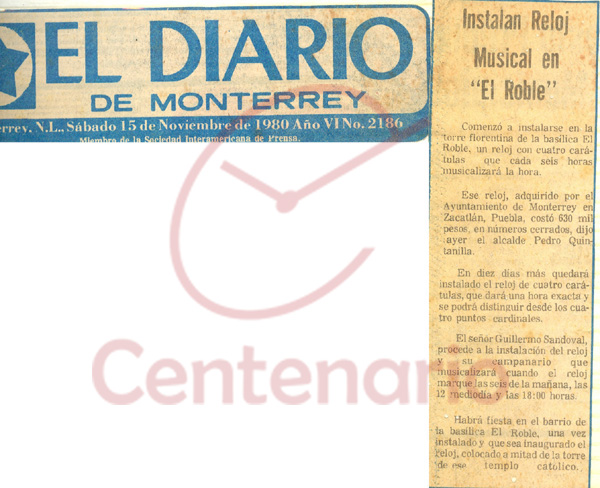 EL DIARIO
DE MONTERREY
rrey, N.L., Sábado 15 de Noviembre de 1980 Año VI No. 2186
Miembro de la Sociedad Interamericana de Prensa.
Instalan Reloj
Musical en
"El Roble"
Comenzó a instalarse en la
torre florentina de la basílica El
Roble, un reloj con cuatro cará-
tulas que cada seis horas
musicalizará la hora.
Ese reloj, adquirido por el
Ayuntamiento de Monterrey en
Zacatlán, Puebla, costó 630 mil
pesos, en números cerrados, dijo
ayer el alcalde Pedro Quin-
tanilla.
En diez días más quedará
instalado el reloj de cuatro cará-
tulas, que dará una hora exacta y
se podrá distinguir desde los cua-
tro puntos cardinales.
El señor Guillermo Sandoval,
procede a la instalación del reloj
y su campanario que
musicalizará cuando el reloj
marque las seis de la mañana, las
12 mediodía y las 18:00 horas.
Habrá fiesta en el barrio de
la basílica El Roble, una vez
instalado y que sea inaugurado el
reloj, colocado a mitad de la torre
de ese templo católico.
Centenario